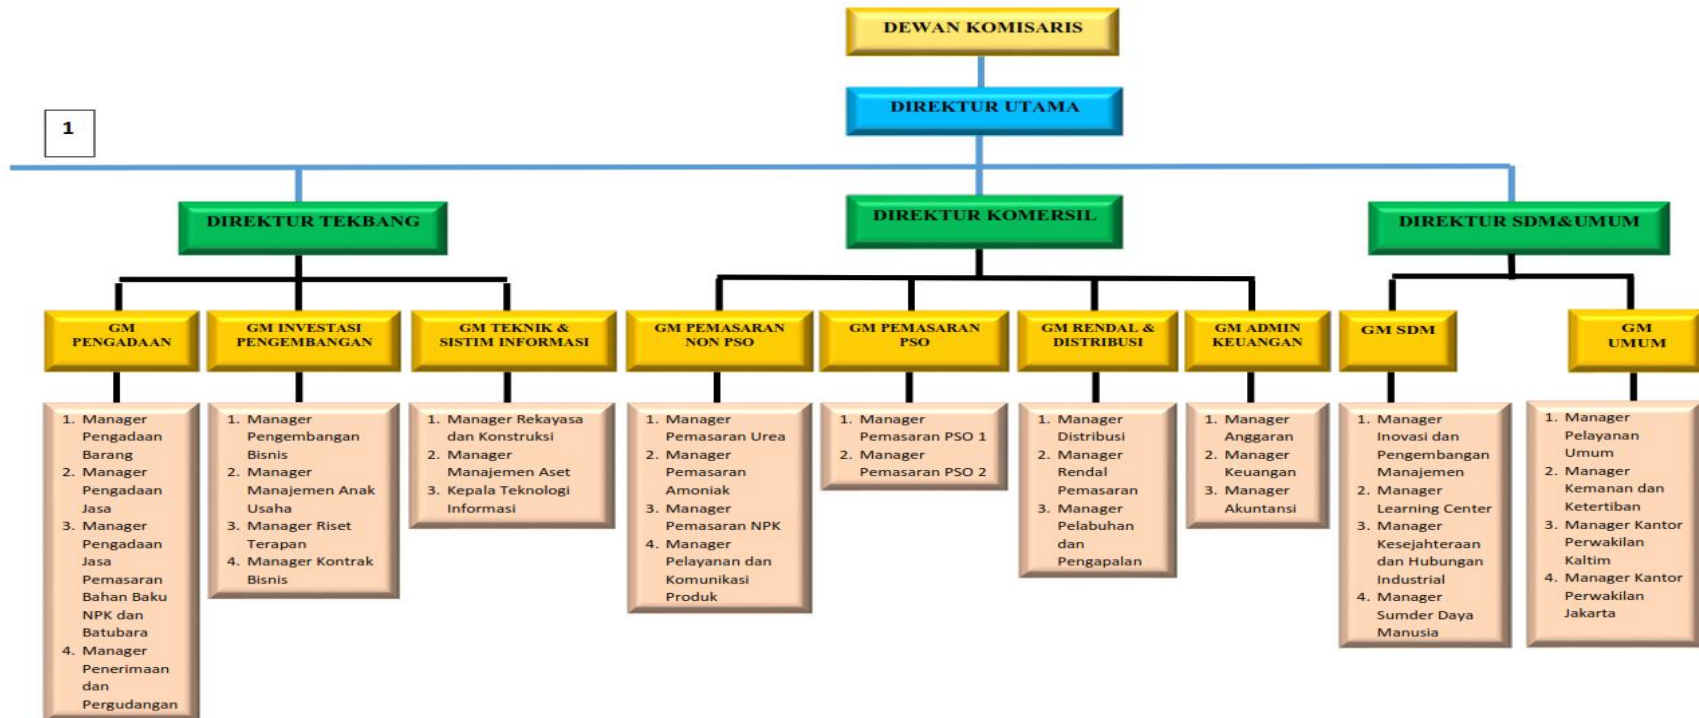 DEWAN KOMISARIS
DIREKTUR UTAMA
1
DIREKTUR TEKBANG
DIREKTUR KOMERSIL
DIREKTUR SDM&UMUM
GM
PENGADAAN
GM INVESTASI
PENGEMBANGAN
GM TEKNIK &
SISTIM INFORMASI
GM PEMASARAN
NON PSO
GM PEMASARAN
PSO
GM RENDAL &
DISTRIBUSI
GM ADMIN
KEUANGAN
GM SDM
GM
UMUM
1. Manager
Pengadaan
Barang
2. Manager
Pengadaan
Jasa
3. Manager
Pengadaan
Jasa
Pemasaran
Bahan Baku
NPK dan
Batubara
4. Manager
Penerimaan
dan
Pergudangan
1. Manager
Pengembangan
Bisnis
2. Manager
Manajemen Anak
Usaha
3. Manager Riset
Terapan
4. Manager Kontrak
Bisnis
1. Manager Rekayasa
dan Konstruksi
2. Manager
Manajemen Aset
3. Kepala Teknologi
Informasi
1. Manager
Pemasaran Urea
2. Manager
Pemasaran
Amoniak
3. Manager
Pemasaran NPK
4. Manager
Pelayanan dan
Komunikasi
Produk
1. Manager
Pemasaran PSO 1
2. Manager
Pemasaran PSO 2
1. Manager
Distribusi
2. Manager
Rendal
Pemasaran
3. Manager
Pelabuhan
dan
Pengapalan
1. Manager
Anggaran
2. Manager
Keuangan
3. Manager
Akuntansi
1. Manager
Inovasi dan
Pengembangan
Manajemen
2. Manager
Learning Center
3. Manager
Kesejahteraan
dan Hubungan
Industrial
4. Manager
Sumder Daya
Manusia
1. Manager
Pelayanan
Umum
2. Manager
Kemanan dan
Ketertiban
3. Manager Kantor
Perwakilan
Kaltim
4. Manager Kantor
Perwakilan
Jakarta